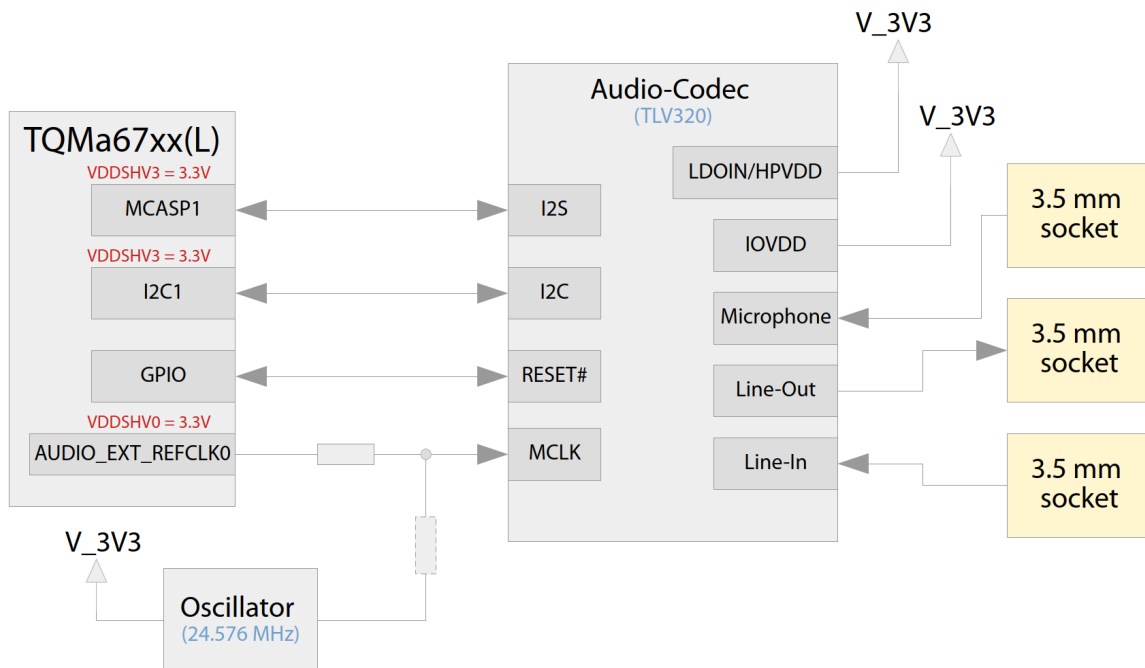 V_3V3
Audio-Codec
(TLV320)
V_3V3
TQMa67xx(L)
VDDSHV3 = 3.3V
MCASP1
I2S
LDOIN/HPVDD
3.5 mm
socket
IOVDD
VDDSHV3 = 3.3V
I2C1
I2C
Microphone
3.5 mm
socket
GPIO
RESET#
Line-Out
VDDSHV0 = 3.3V
AUDIO_EXT_REFCLK0
MCLK
Line-In
3.5 mm
socket
V_3V3
Oscillator
(24.576 MHz)